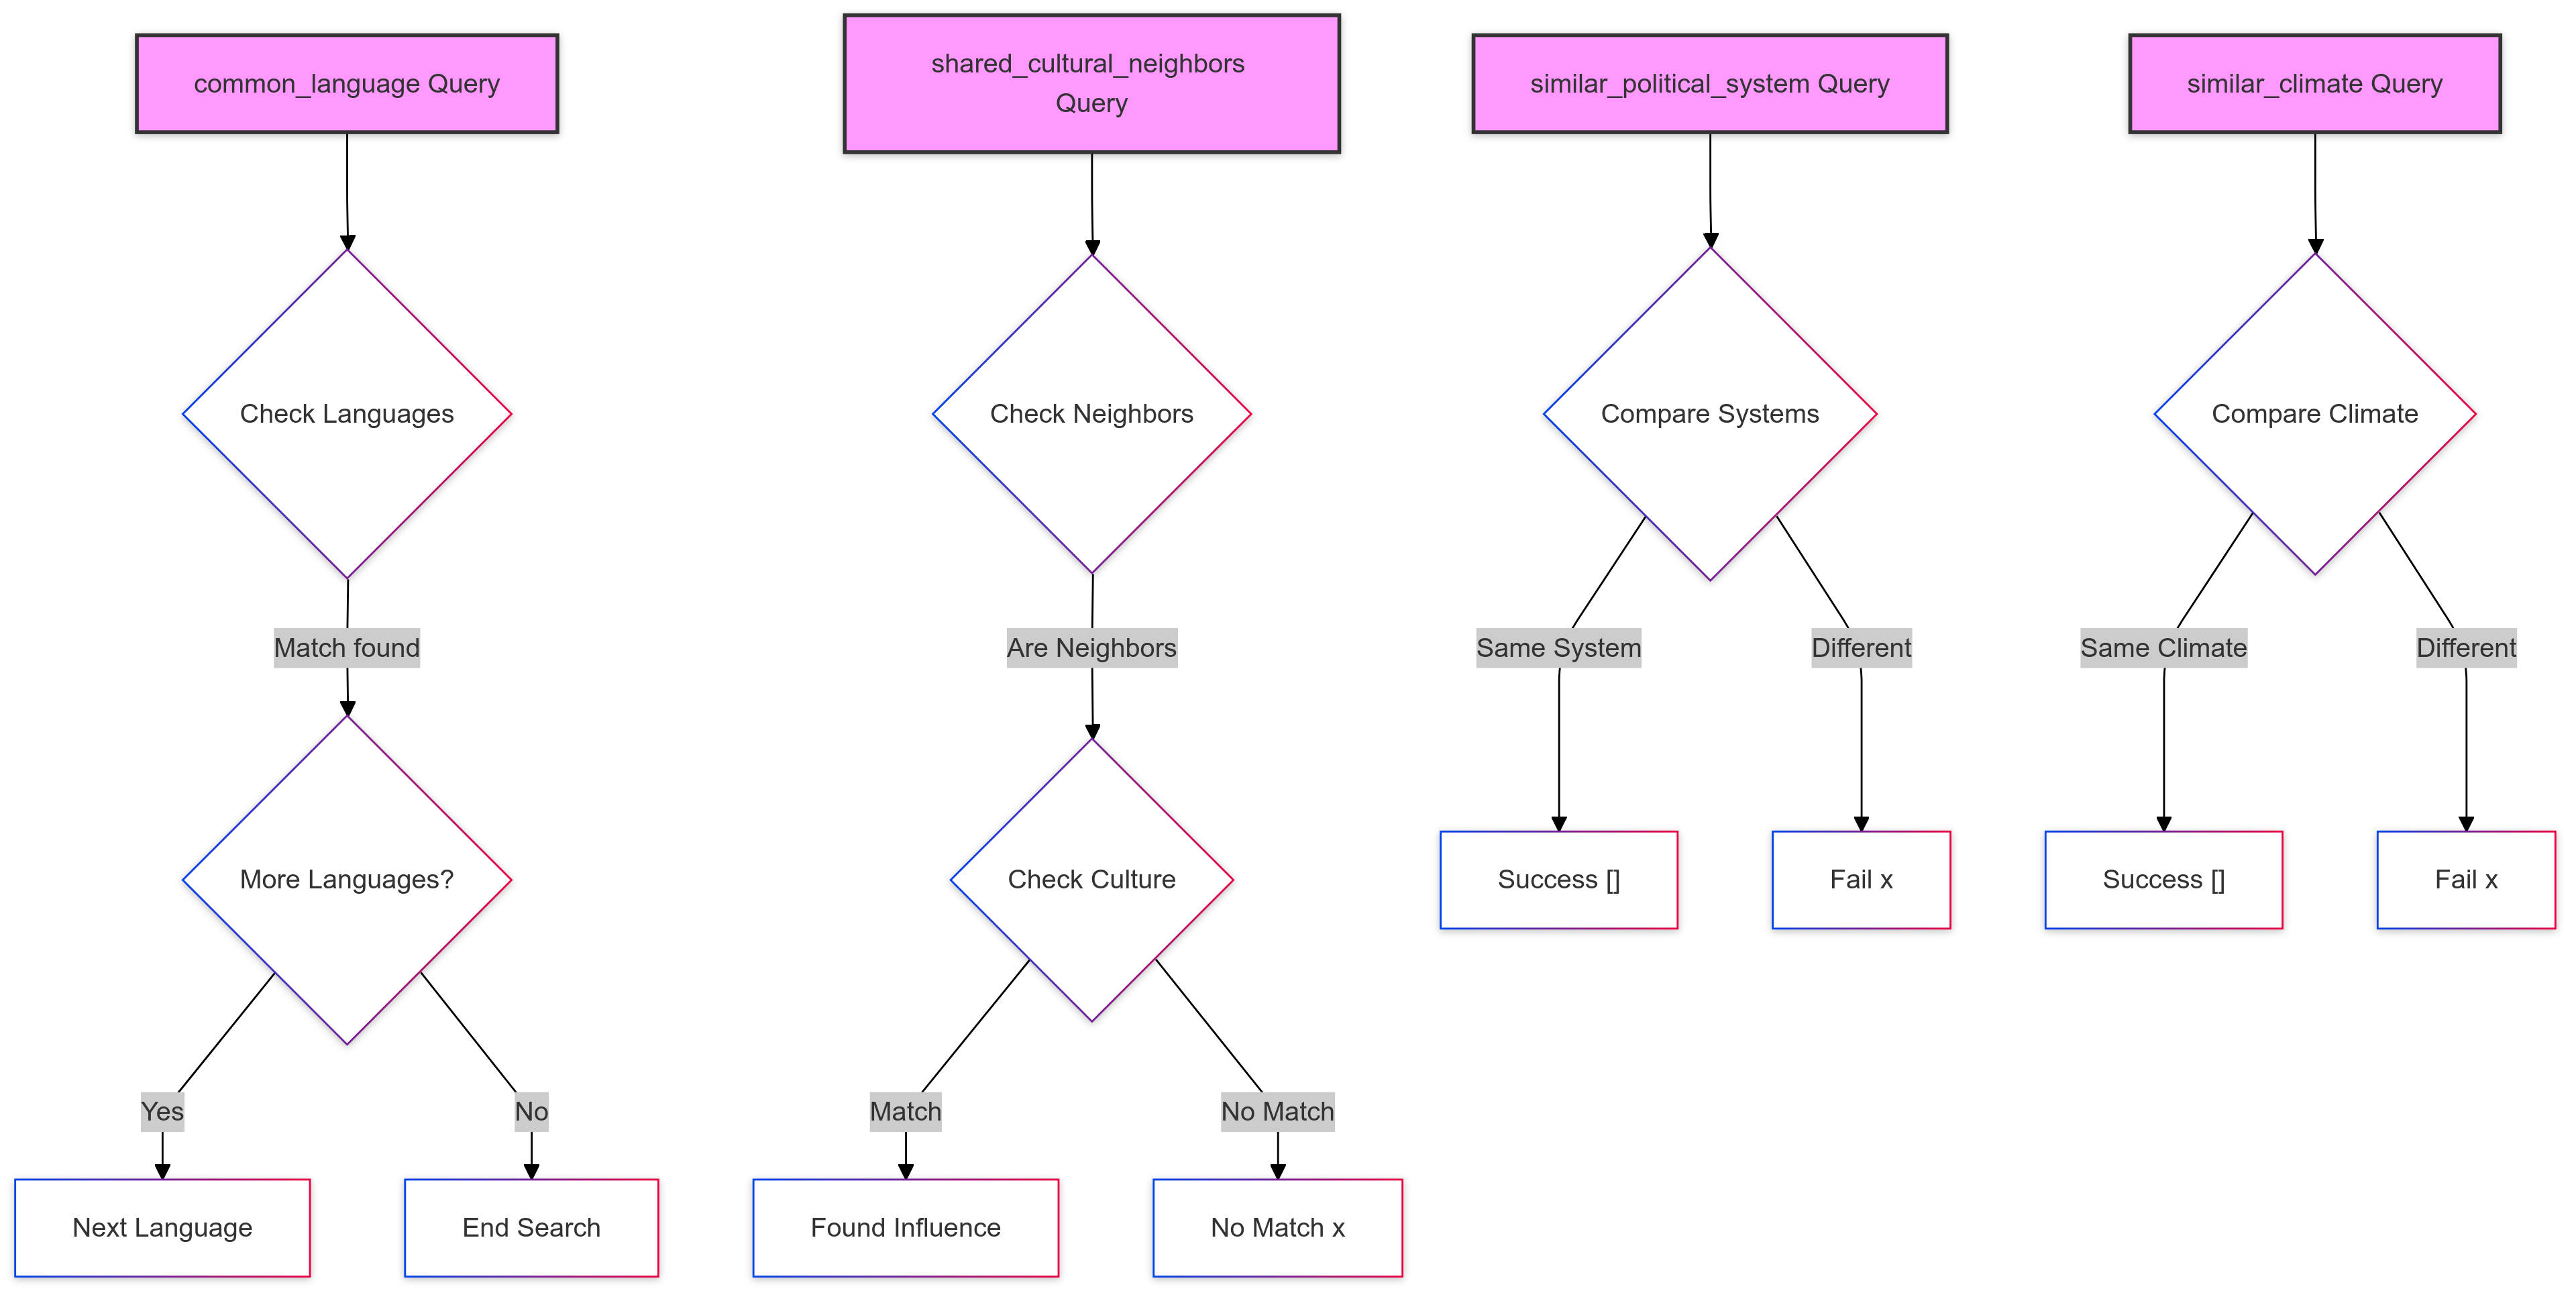 common_language Query
Check Languages
Match found
More Languages?
Yes
No
Next Language
End Search
shared_cultural_neighbors
Query
Check Neighbors
Are Neighbors
Check Culture
Match
No Match
Found Influence
No Match x
similar_political_system Query
Compare Systems
Same System
Different
Success []
Fail x
similar_climate Query
Compare Climate
Same Climate
Different
Success []
Fail x